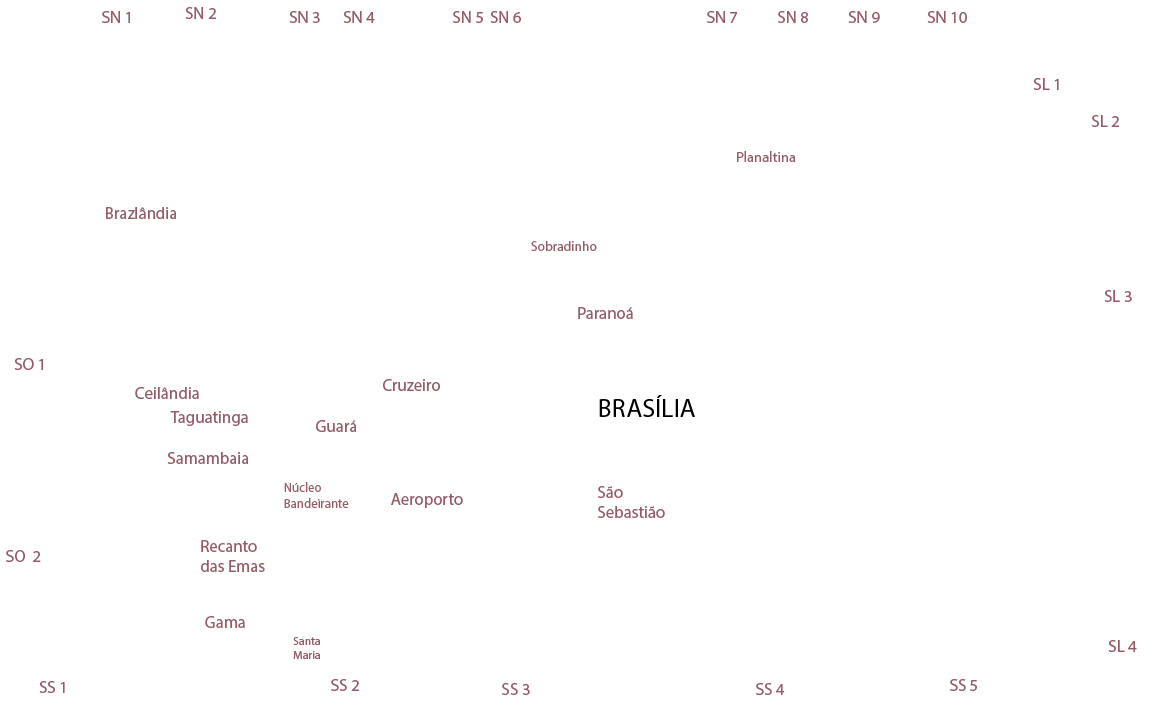 SN 1
SN 2
SN 3
SN 4
SN 5
SN 6
SN 7
SN 8
SN 9
SN 10
SL 1
SL 2
Planaltina
Brazlândia
Sobradinho
SL 3
Paranoá
SO 1
Cruzeiro
Ceilândia
BRASÍLIA
Taguatinga
Guará
Samambaia
Núcleo
Bandeirante
Aeroporto
São
Sebastião
Recanto
das Emas
SO 2
Gama
Santa
Maria
SL 4
SS 1
SS 2
SS 3
SS 4
SS 5